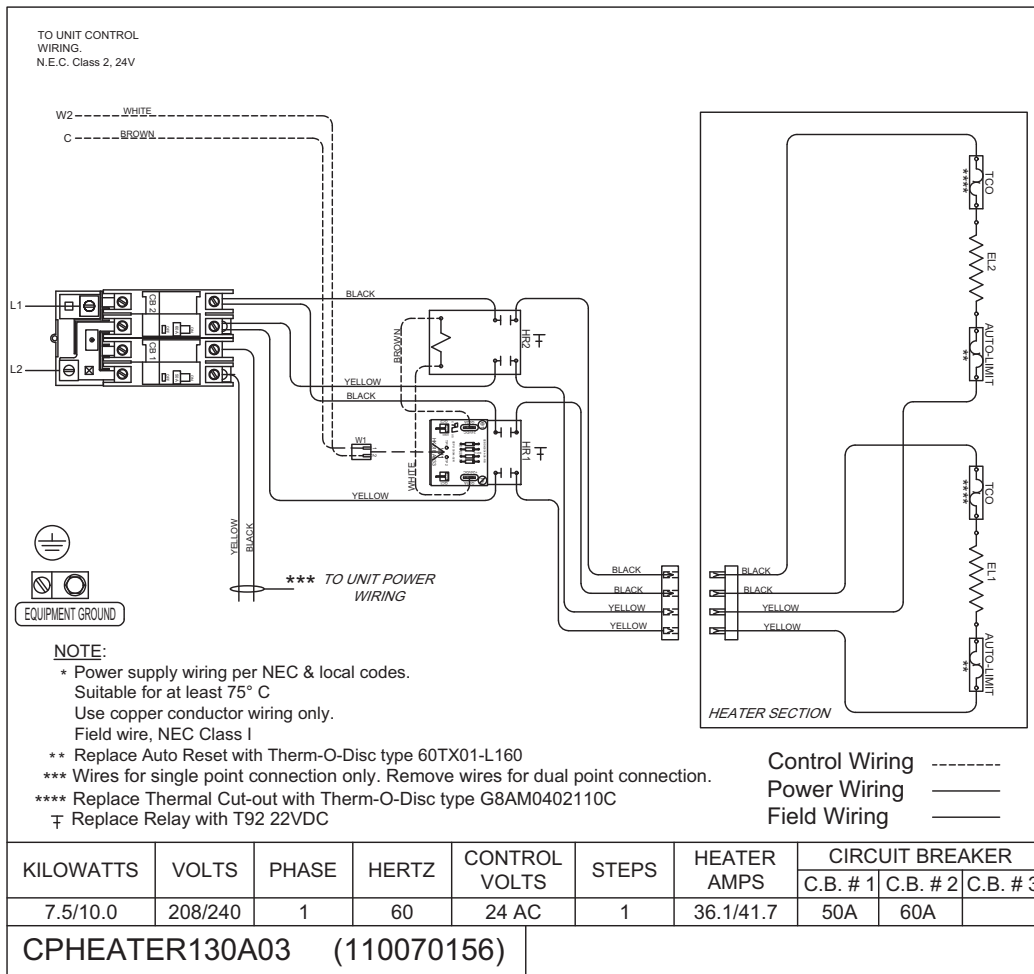 TO UNIT CONTROL
WIRING.
N.E.C. Class 2, 24V
W2
WHITE
C
BROWN
L1
L2
CB 2
CB 1
BLACK
BROWN
HR2
YELLOW
BLACK
W1
1
2
WHITE
HR1
YELLOW
YELLOW
BLACK
*** TO UNIT POWER
WIRING
EQUIPMENT GROUND
BLACK
BLACK
YELLOW
YELLOW
BLACK
BLACK
YELLOW
YELLOW
TCO
****
EL2
AUTO-LIMIT
**
TCO
****
EL1
AUTO-LIMIT
**
HEATER SECTION
NOTE:
* Power supply wiring per NEC & local codes.
Suitable for at least 75° C
Use copper conductor wiring only.
Field wire, NEC Class I
** Replace Auto Reset with Therm-O-Disc type 60TX01-L160
*** Wires for single point connection only. Remove wires for dual point connection.
**** Replace Thermal Cut-out with Therm-O-Disc type G8AM0402110C
Replace Relay with T92 22VDC
Control Wiring
Power Wiring
Field Wiring
KILOWATTS VOLTS PHASE HERTZ CONTROL VOLTS STEPS HEATER AMPS CIRCUIT BREAKER
C.B. # 1 C.B. # 2 C.B. # 3
7.5/10.0 208/240 1 60 24 AC 1 36.1/41.7 50A 60A
CPHEATER130A03 (110070156)